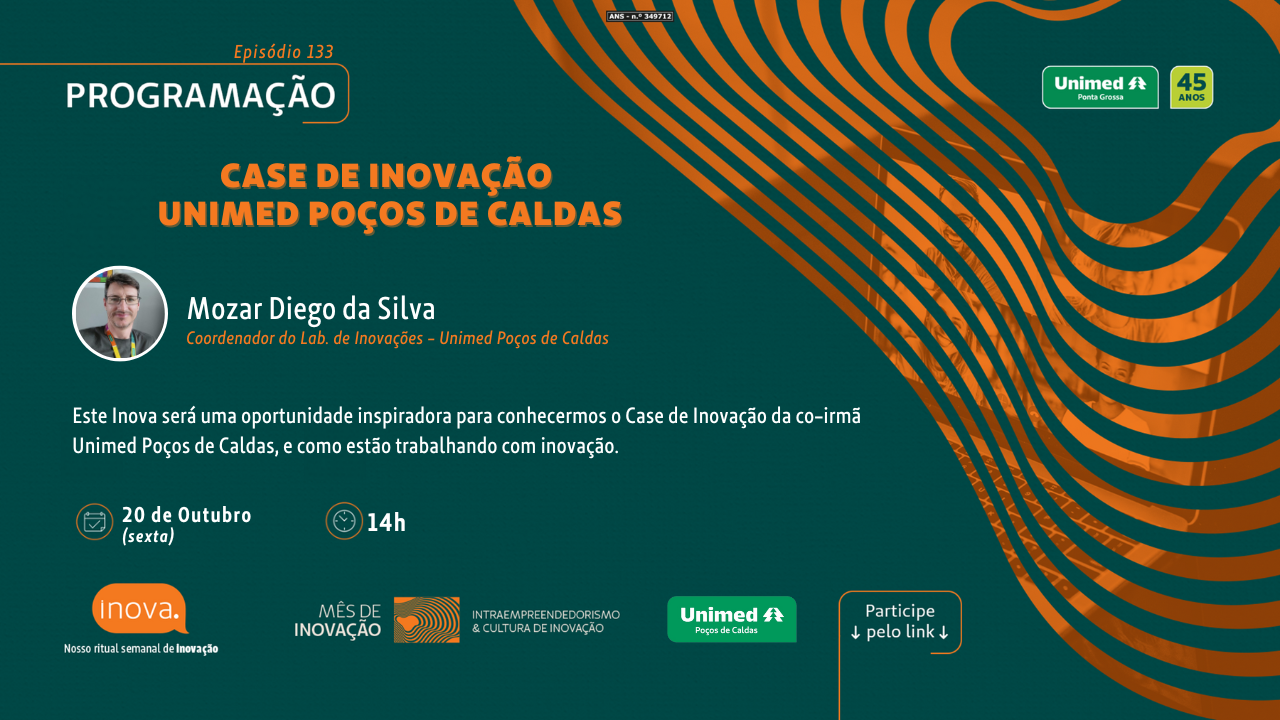 ANS - n.º 349712
Episódio 133
PROGRAMAÇÃO
Unimed
Ponta Grossa
45
ANOS
CASE DE INOVAÇÃO
UNIMED POÇOS DE CALDAS
Mozar Diego da Silva
Coordenador do Lab. de Inovações - Unimed Poços de Caldas
Este Inova será uma oportunidade inspiradora para conhecermos o Case de Inovação da co-irmã
Unimed Poços de Caldas, e como estão trabalhando com inovação.
20 de Outubro
(sexta)
14h
inova.
Nosso ritual semanal de Inovação
MÊS DE
INOVAÇÃO
INTRAEMPREENDEDORISMO
& CULTURA DE INOVAÇÃO
Unimed
Poços de Caldas
Participe
↓ pelo link ↓